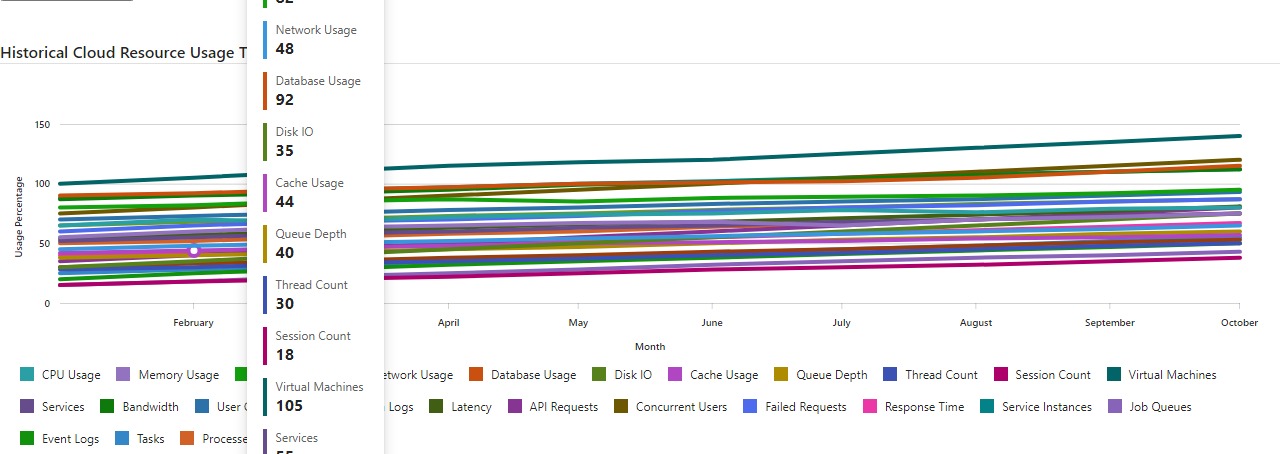 Historical Cloud Resource Usage T
62
Network Usage
48
Database Usage
92
Disk IO
35
Cache Usage
44
Queue Depth
40
Thread Count
30
Session Count
18
Virtual Machines
105
Services
Usage Percentage
150
100
50
0
February
April
May
June
July
August
September
October
Month
CPU Usage
Memory Usage
etwork Usage
Database Usage
Disk IO
Cache Usage
Queue Depth
Thread Count
Session Count
Virtual Machines
Services
Bandwidth
User
Logs
Latency
API Requests
Concurrent Users
Failed Requests
Response Time
Service Instances
Job Queues
Event Logs
Tasks
Processe